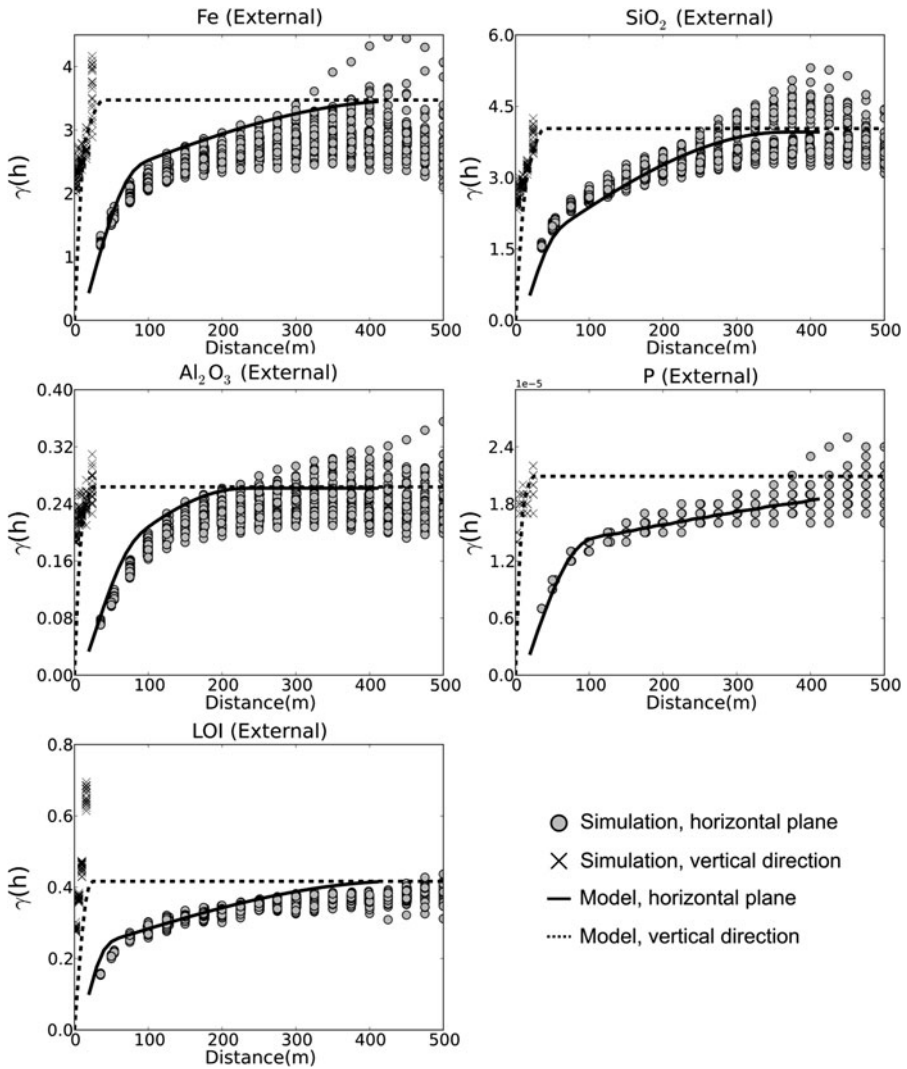 Fe (External)
4
3
2
1
0
γ(h)
0 100 200 300 400 500
Distance(m)
SiO₂ (External)
6.0
4.5
3.0
1.5
0.0
γ(h)
0 100 200 300 400 500
Distance(m)
Al₂O₃ (External)
0.40
0.32
0.24
0.16
0.08
0.00
γ(h)
0 100 200 300 400 500
Distance(m)
P (External)
1e−5
2.4
1.8
1.2
0.6
0.0
γ(h)
0 100 200 300 400 500
Distance(m)
LOI (External)
0.8
0.6
0.4
0.2
0.0
γ(h)
0 100 200 300 400 500
Distance(m)
Simulation, horizontal plane
Simulation, vertical direction
Model, horizontal plane
Model, vertical direction